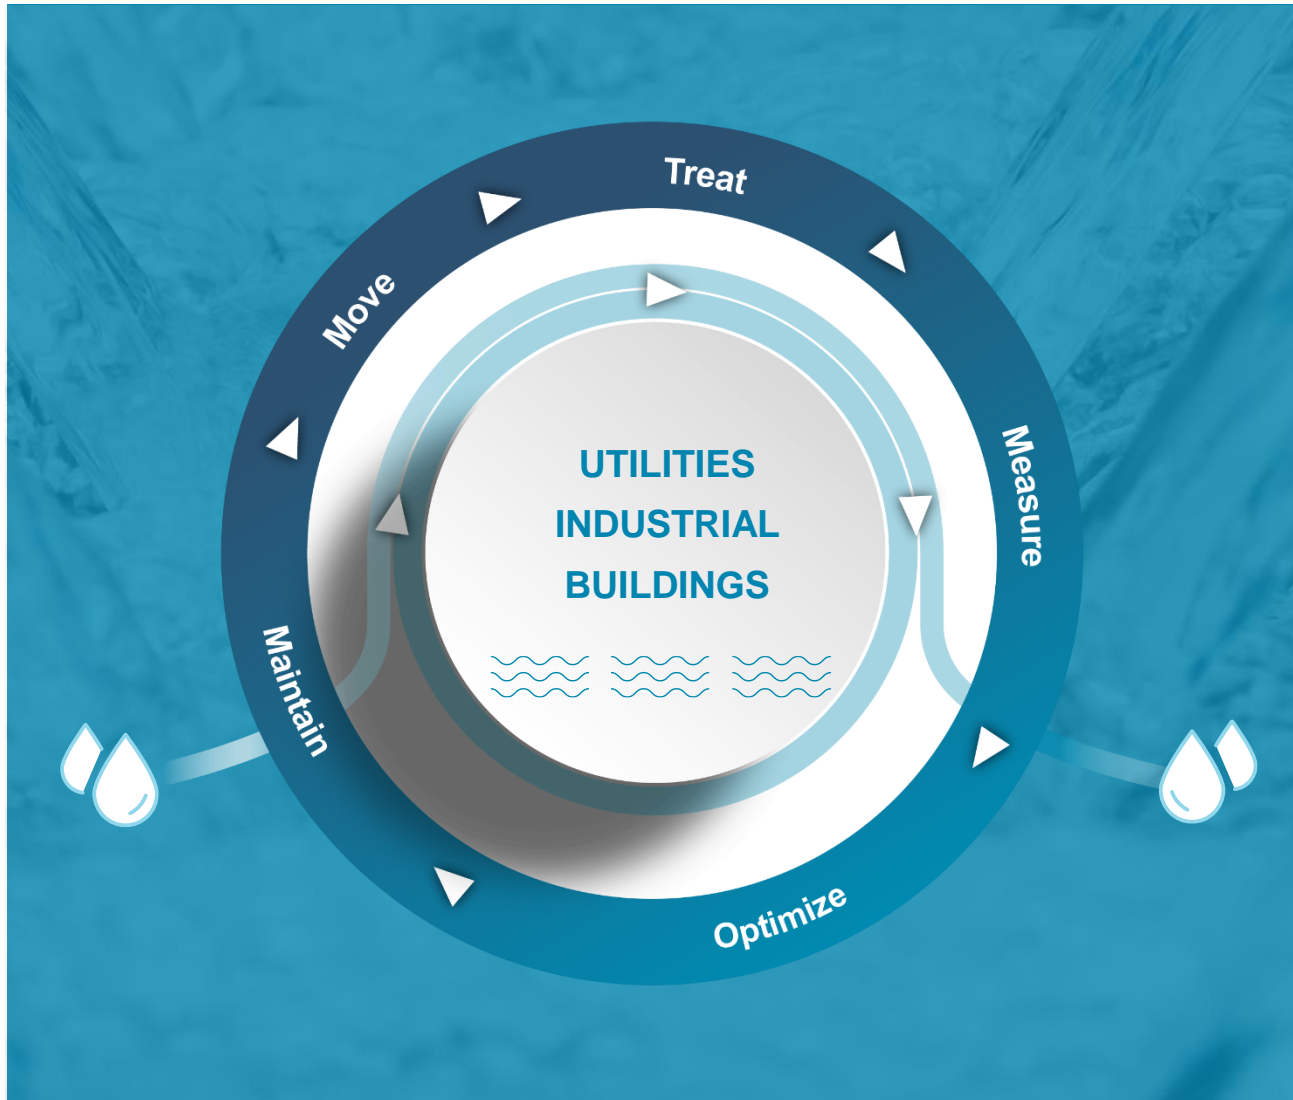 Treat
Move
Measure
UTILITIES
INDUSTRIAL
BUILDINGS
Maintain
Optimize